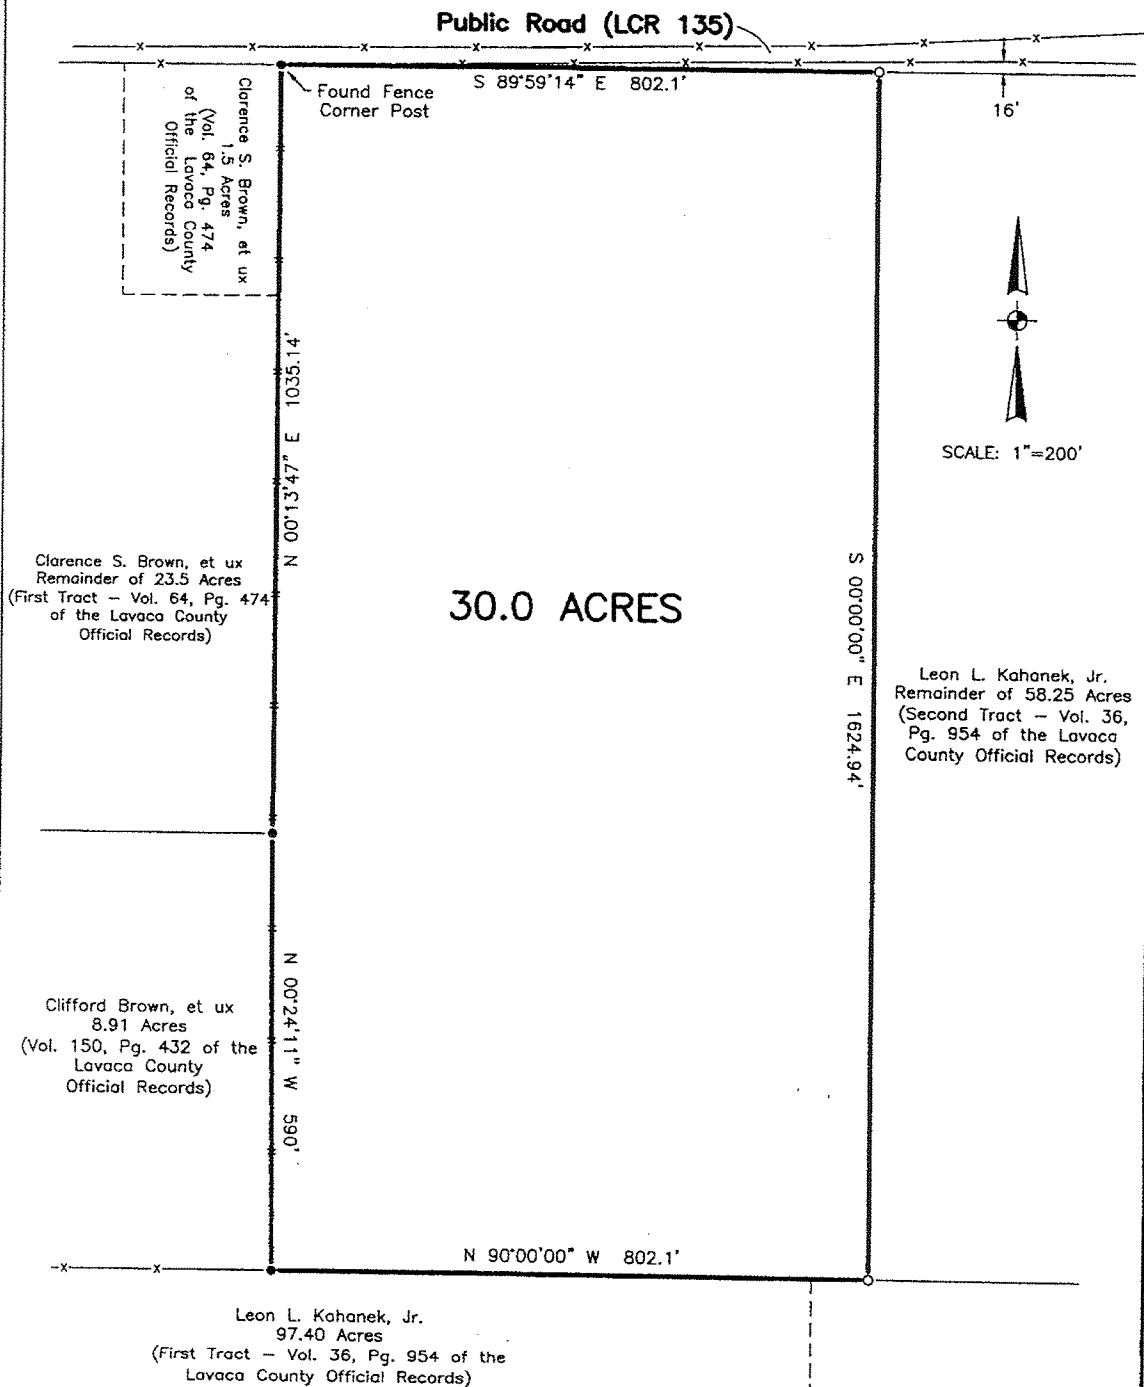 Public Road (LCR 135)
S 89°59'14" E 802.1'
Found Fence
Corner Post
16'
Clarence S. Brown, et ux
1.5 Acres
(Vol. 64, Pg. 474
of the Lavaca County
Official Records)
N 00°13'47" E 1035.14'
SCALE: 1"=200'
Clarence S. Brown, et ux
Remainder of 23.5 Acres
(First Tract – Vol. 64, Pg. 474
of the Lavaca County
Official Records)
30.0 ACRES
S 00°00'00" E 1624.94'
Leon L. Kahanek, Jr.
Remainder of 58.25 Acres
(Second Tract – Vol. 36,
Pg. 954 of the Lavaca
County Official Records)
N 00°24'11" W 590'
Clifford Brown, et ux
8.91 Acres
(Vol. 150, Pg. 432 of the
Lavaca County
Official Records)
N 90°00'00" W 802.1'
Leon L. Kahanek, Jr.
97.40 Acres
(First Tract – Vol. 36, Pg. 954 of the
Lavaca County Official Records)